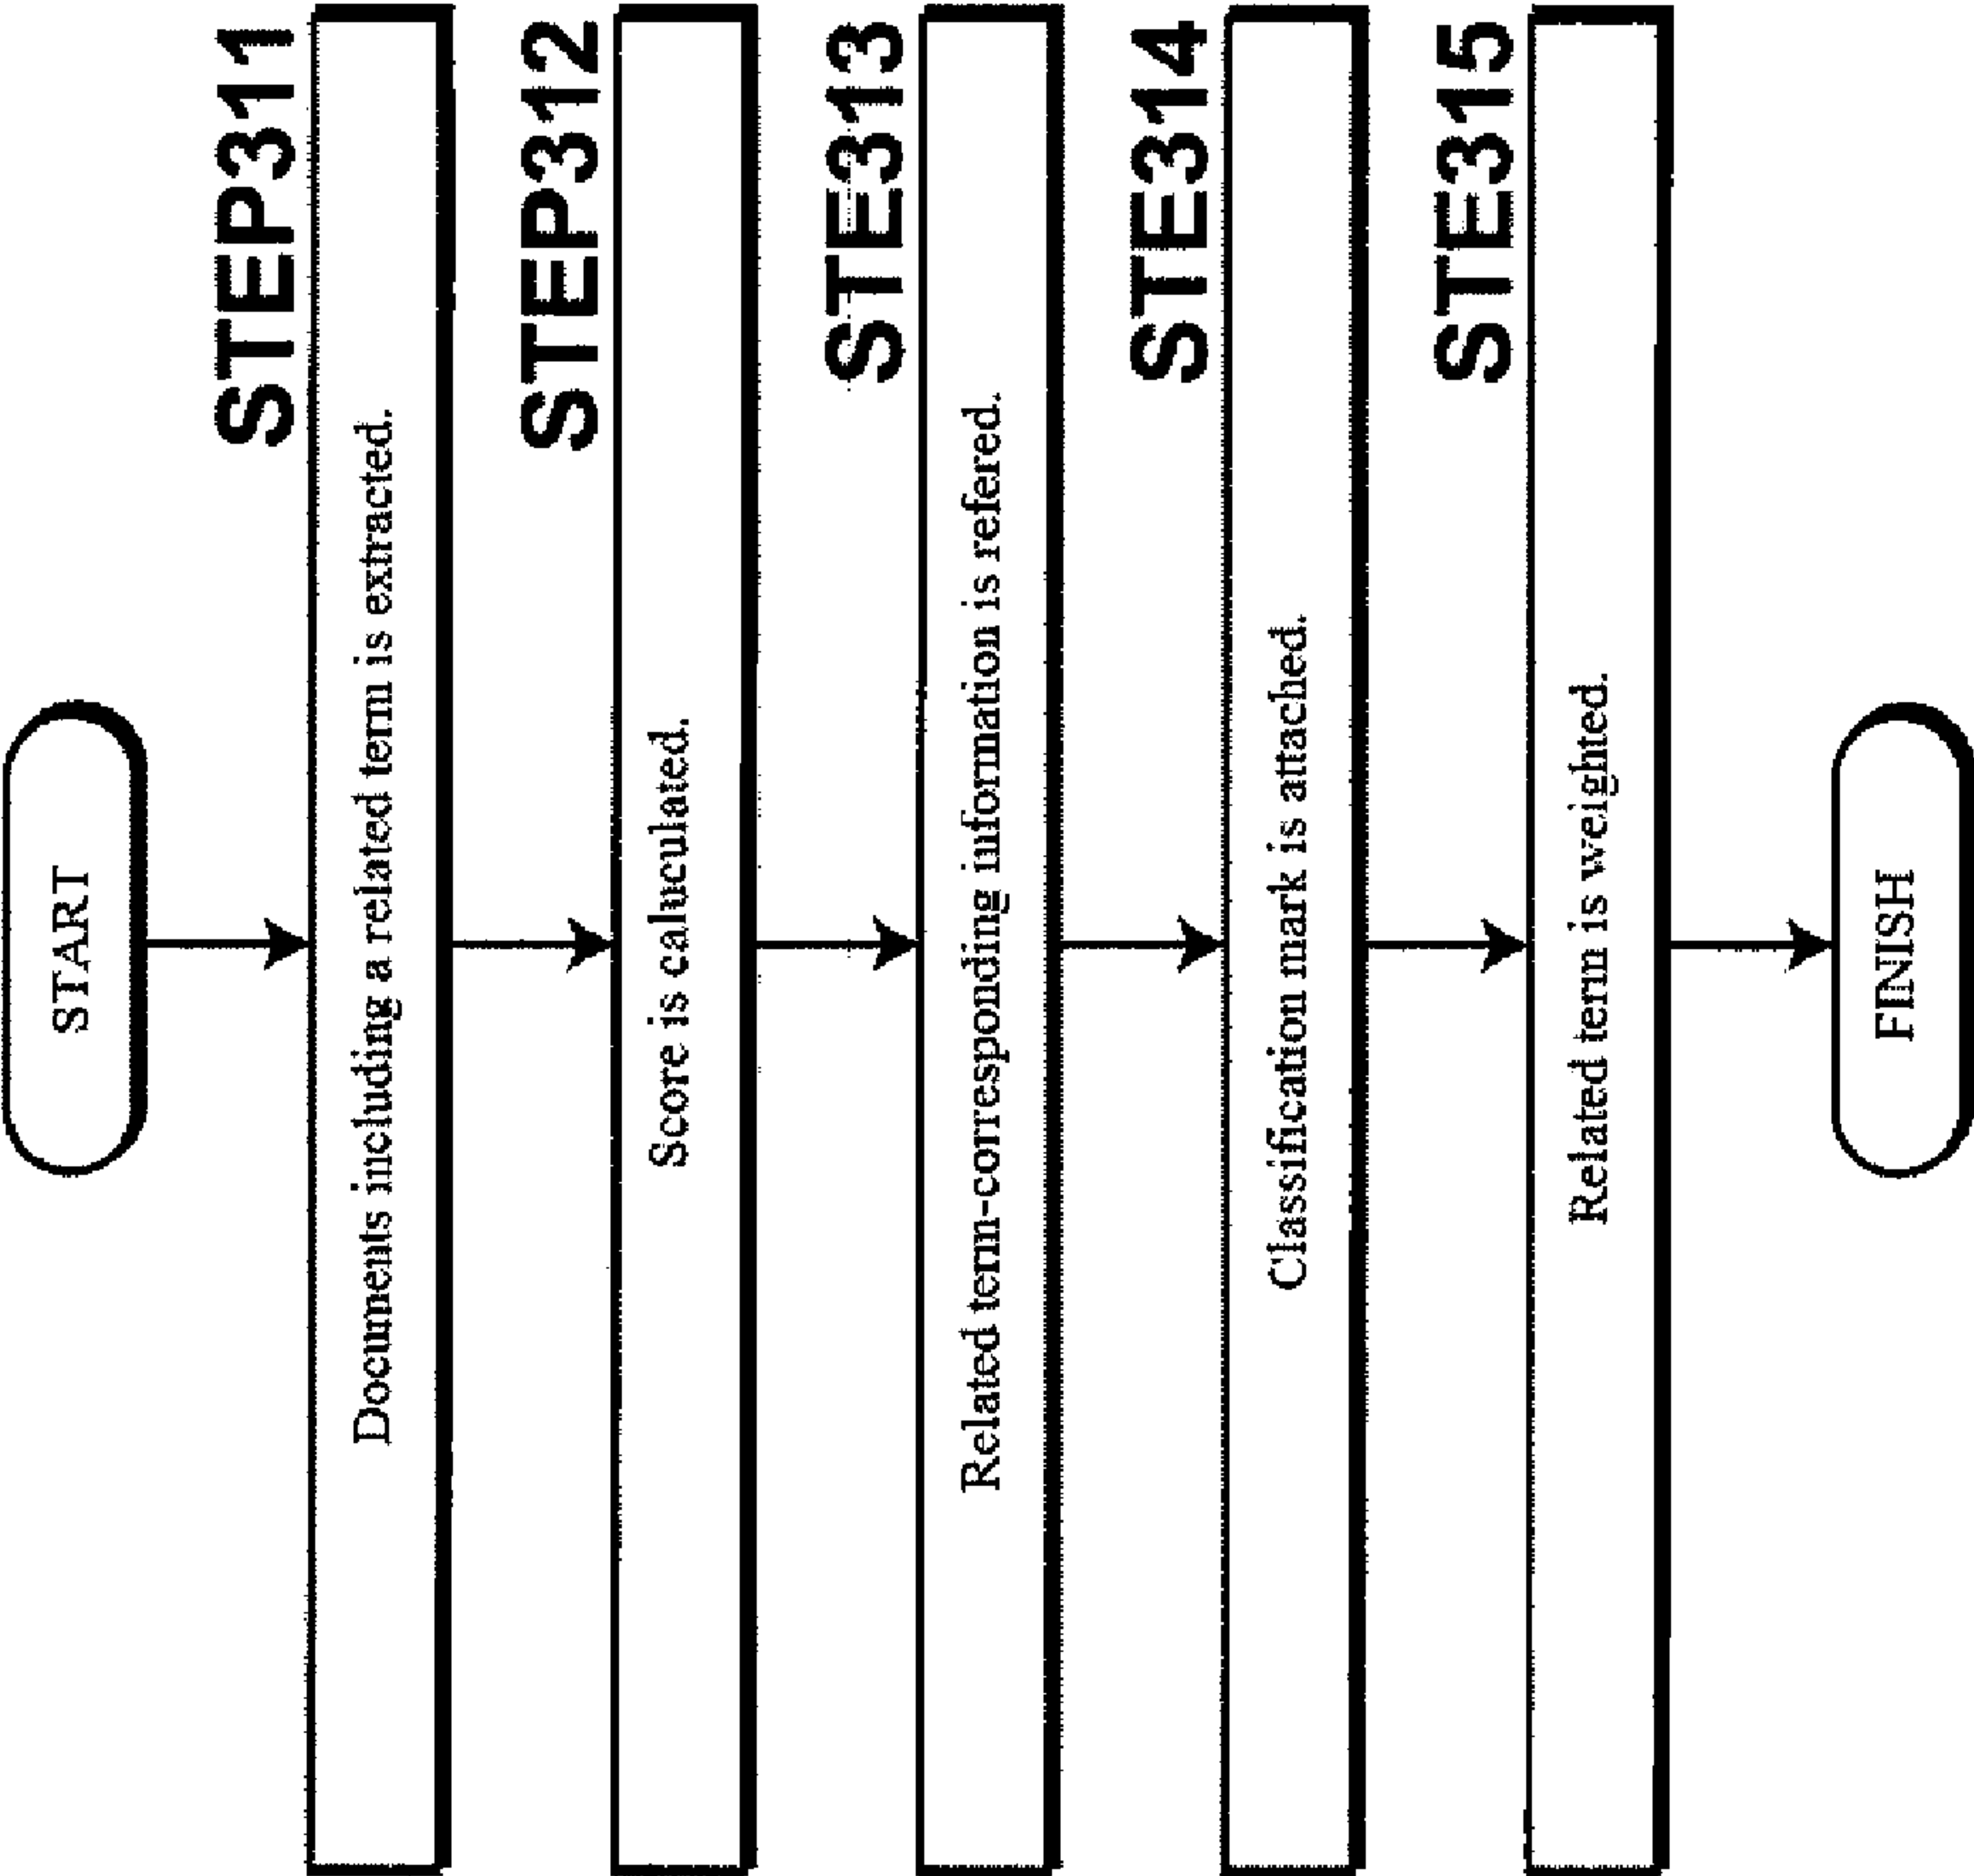 START
STEP311
Documents including a related term is extracted.
STEP312
Score is caluculated.
STE313
Related term-corresponding information is refered.
STE314
Classification mark is attached.
STE315
Related term is weighted.
FINISH